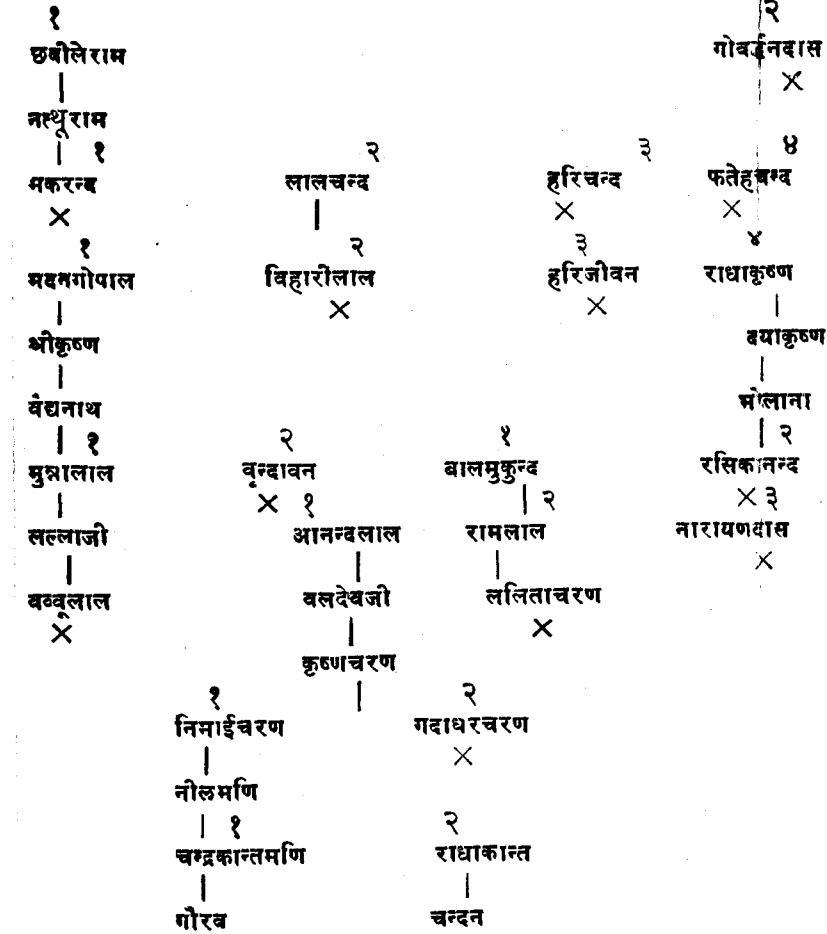 १ २
छबीलेराम गोवर्द्धनदास
×
नत्थूराम
१ २ ३ ४
मकरन्द लालचन्द हरिचन्द फतेहचन्द
× × ×
१ २ ३ ४
मदनगोपाल विहारीलाल हरिजीवन राधाकृष्ण
× ×
श्रीकृष्ण दयाकृष्ण
वैद्यनाथ भोलाना
१ २ १ २
मुन्नालाल वृन्दावन बालमुकुन्द रसिकानन्द
× १ २ × ३
लल्लाजी आनन्दलाल रामलाल नारायणदास
×
वब्बूलाल वलदेवजी ललिताचरण
× ×
कृष्णचरण
१ २
निमाईचरण गदाधरचरण
×
नीलमणि
१ २
चन्द्रकान्तमणि राधाकान्त
गौरव चन्दन